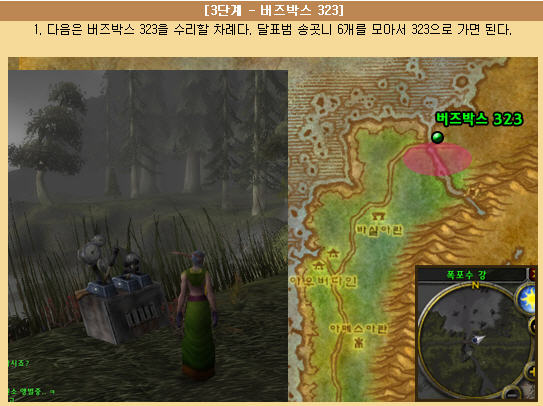 [3단계 - 버즈박스 323]
1. 다음은 버즈박스 323을 수리할 차례다. 달표범 송곳니 6개를 모아서 323으로 가면 된다.
버즈박스 323
바살아란
아우버다인
아메스아란
폭포수 강
N